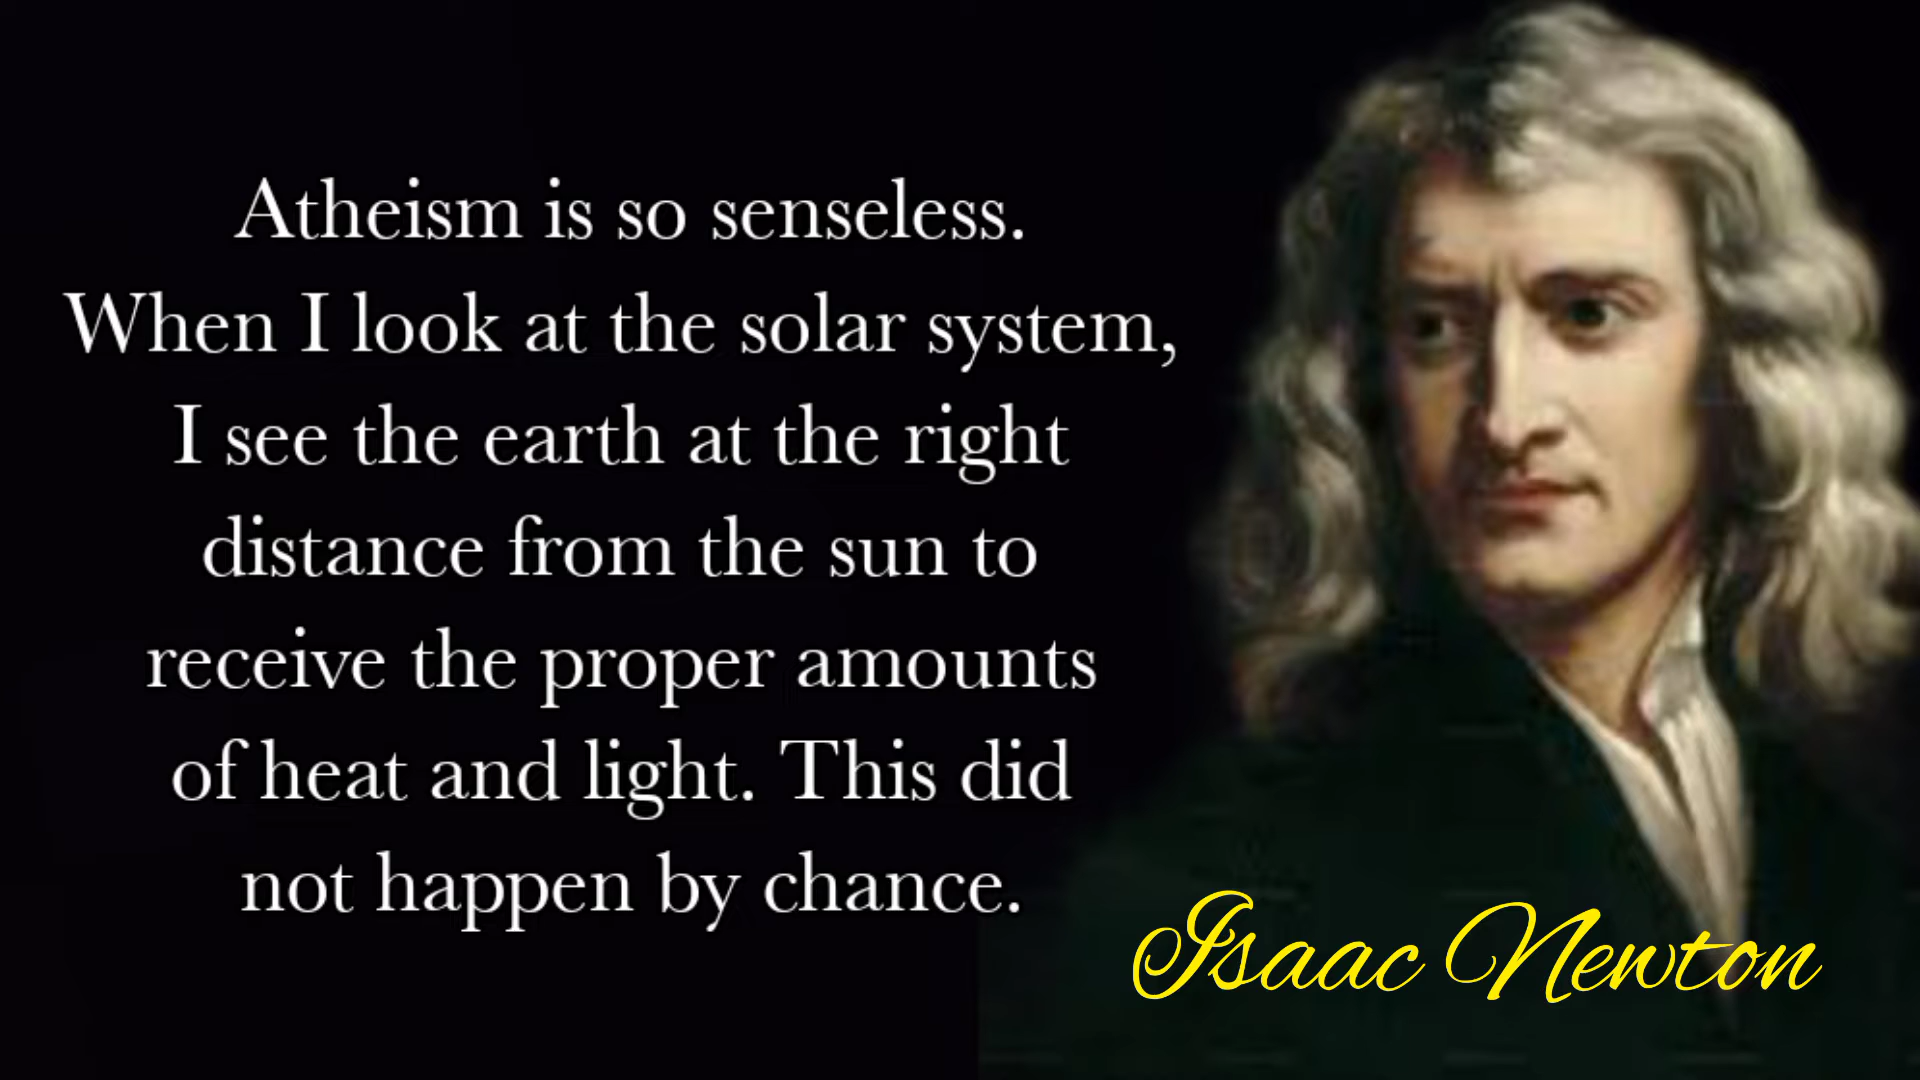 Atheism is so senseless.
When I look at the solar system,
I see the earth at the right
distance from the sun to
receive the proper amounts
of heat and light. This did
not happen by chance.
Isaac Newton